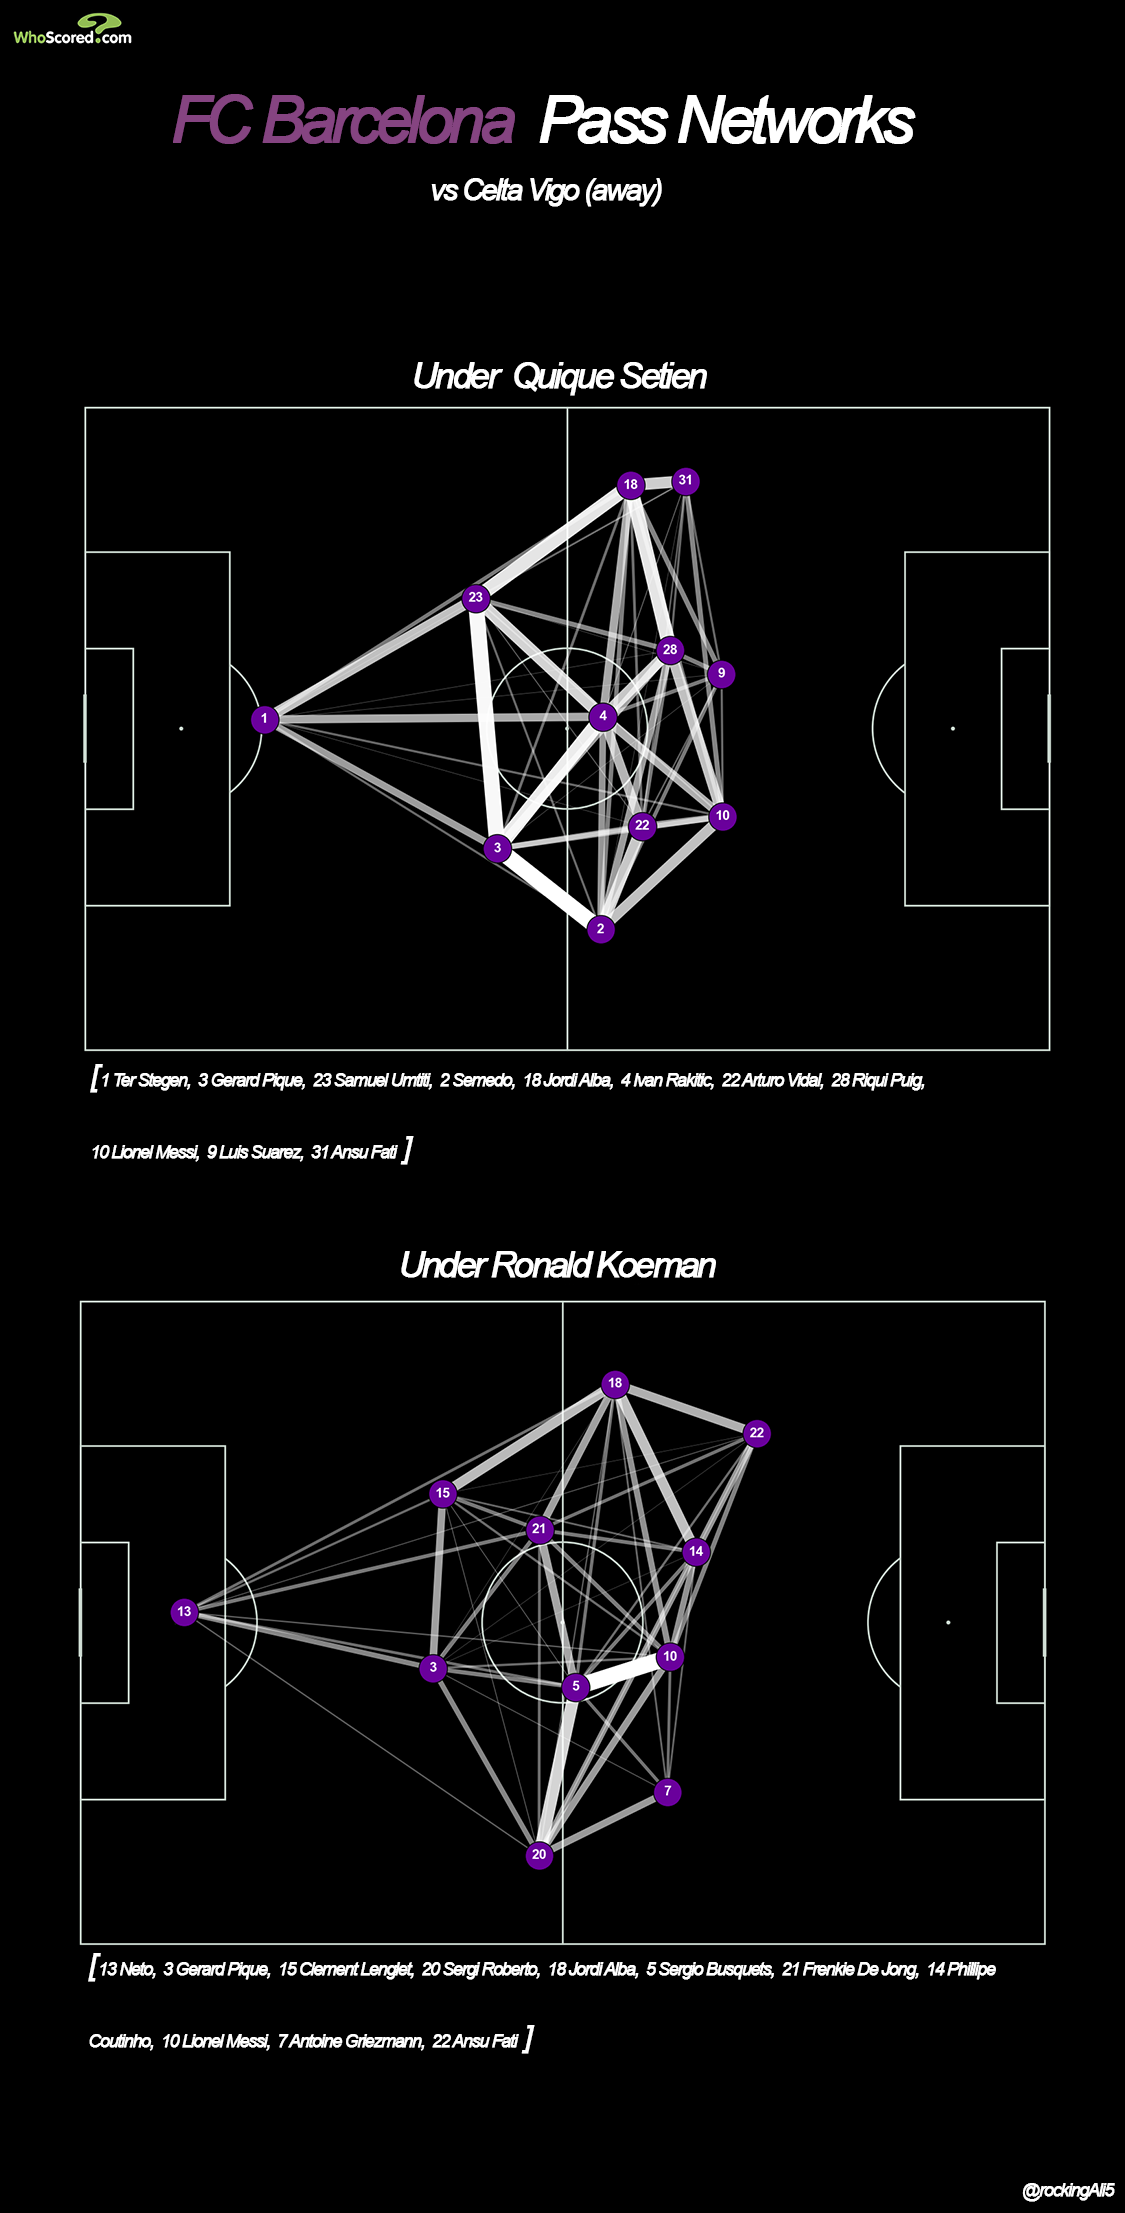 WhoScored.com
FC Barcelona Pass Networks
vs Celta Vigo (away)
Under Quique Setien
18 31
23
28
9
1
4
10
22
3
2
[1 Ter Stegen, 3 Gerard Pique, 23 Samuel Umtiti, 2 Semedo, 18 Jordi Alba, 4 Ivan Rakitic, 22 Arturo Vidal, 28 Riqui Puig,
10 Lionel Messi, 9 Luis Suarez, 31 Ansu Fati ]
Under Ronald Koeman
18
22
15
21
14
13
10
3
5
7
20
[13 Neto, 3 Gerard Pique, 15 Clement Lenglet, 20 Sergi Roberto, 18 Jordi Alba, 5 Sergio Busquets, 21 Frenkie De Jong, 14 Phillipe
Coutinho, 10 Lionel Messi, 7 Antoine Griezmann, 22 Ansu Fati ]
@rockingAli5